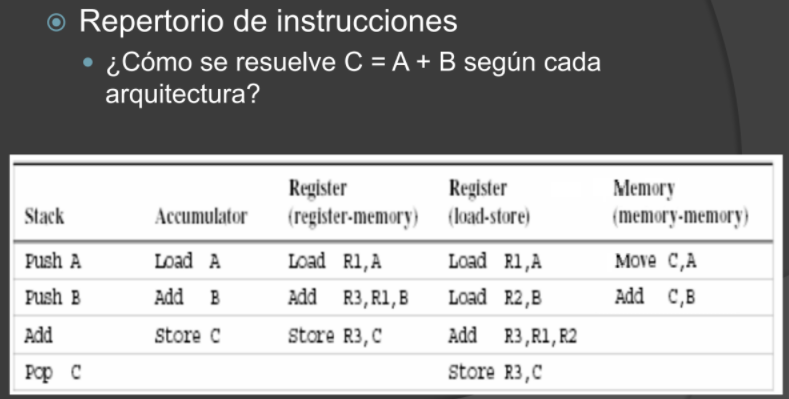 Repertorio de instrucciones
¿Cómo se resuelve C = A + B según cada
arquitectura?
Register Register Memory
Stack Accumulator (register-memory) (load-store) (memory-memory)
Push A Load A Load R1,A Load R1,A Move C,A
Push B Add B Add R3,R1,B Load R2,B Add C,B
Add Store C Store R3,C Add R3,R1,R2
Pop C Store R3,C